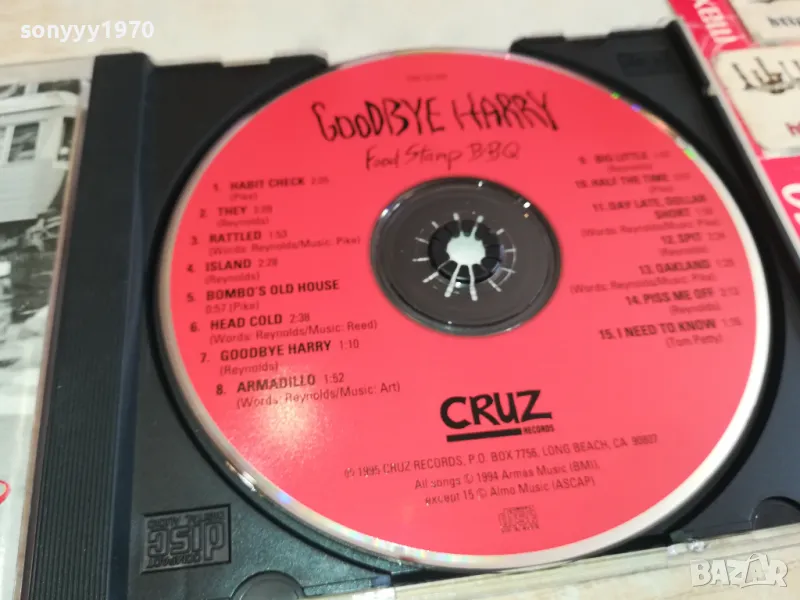 sonyyy1970
GOODBYE HARRY
Food Stamp BBQ
1. HABIT CHECK 2:05
(Pike)
2. THEY 2:09
(Reynolds)
3 RATTLED 1:53
(Words: Reynolds/Music: Pike)
4 ISLAND 2:28
(Reynolds)
5 BOMBO'S OLD HOUSE
0:57 (Pike)
6. HEAD COLD 2:38
(Words: Reynolds/Music: Reed)
7. GOODBYE HARRY 1:10
(Reynolds)
8. ARMADILLO 1:52
(Words: Reynolds/Music: Art)
9. BIG LITTLE
(Reynolds)
10. HALF THE TIME
(Pike)
11. DAY LATE, DOLLAR
SHORT
(Words: Reynolds/Music: Pike)
12. SPIT
(Reynolds)
13. OAKLAND
(Words: Reynolds/Music: Pike)
14. PISS ME OFF
(Reynolds)
15. I NEED TO KNOW
(Tom Petty)
CRUZ
RECORDS
℗ 1995 CRUZ RECORDS, P.O. BOX 7756, LONG BEACH, CA 90807
All songs © 1994 Armas Music (BMI),
except 15 © Almo Music (ASCAP)
COMPACT
disc
DIGITAL AUDIO
BAZAR